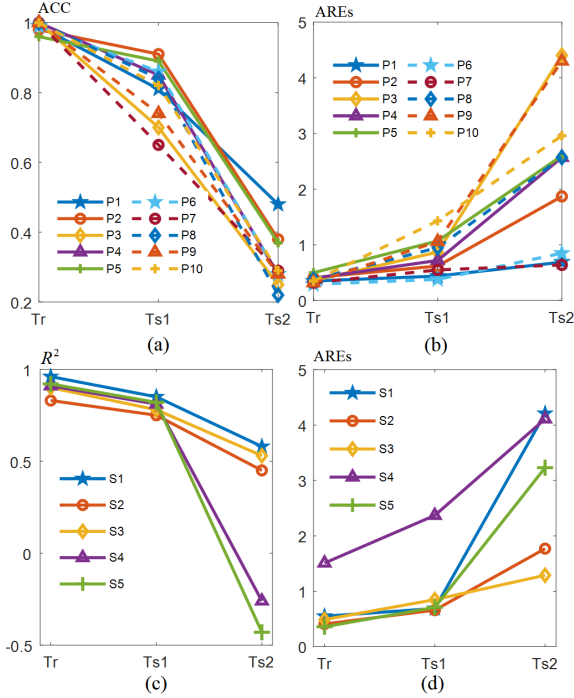 ACC
1
0.8
0.6
0.4
0.2
P1 P6
P2 P7
P3 P8
P4 P9
P5 P10
Tr Ts1 Ts2
(a)
AREs
5
4
3
2
1
0
P1 P6
P2 P7
P3 P8
P4 P9
P5 P10
Tr Ts1 Ts2
(b)
R²
1
0.5
0
-0.5
S1
S2
S3
S4
S5
Tr Ts1 Ts2
(c)
AREs
5
4
3
2
1
0
S1
S2
S3
S4
S5
Tr Ts1 Ts2
(d)